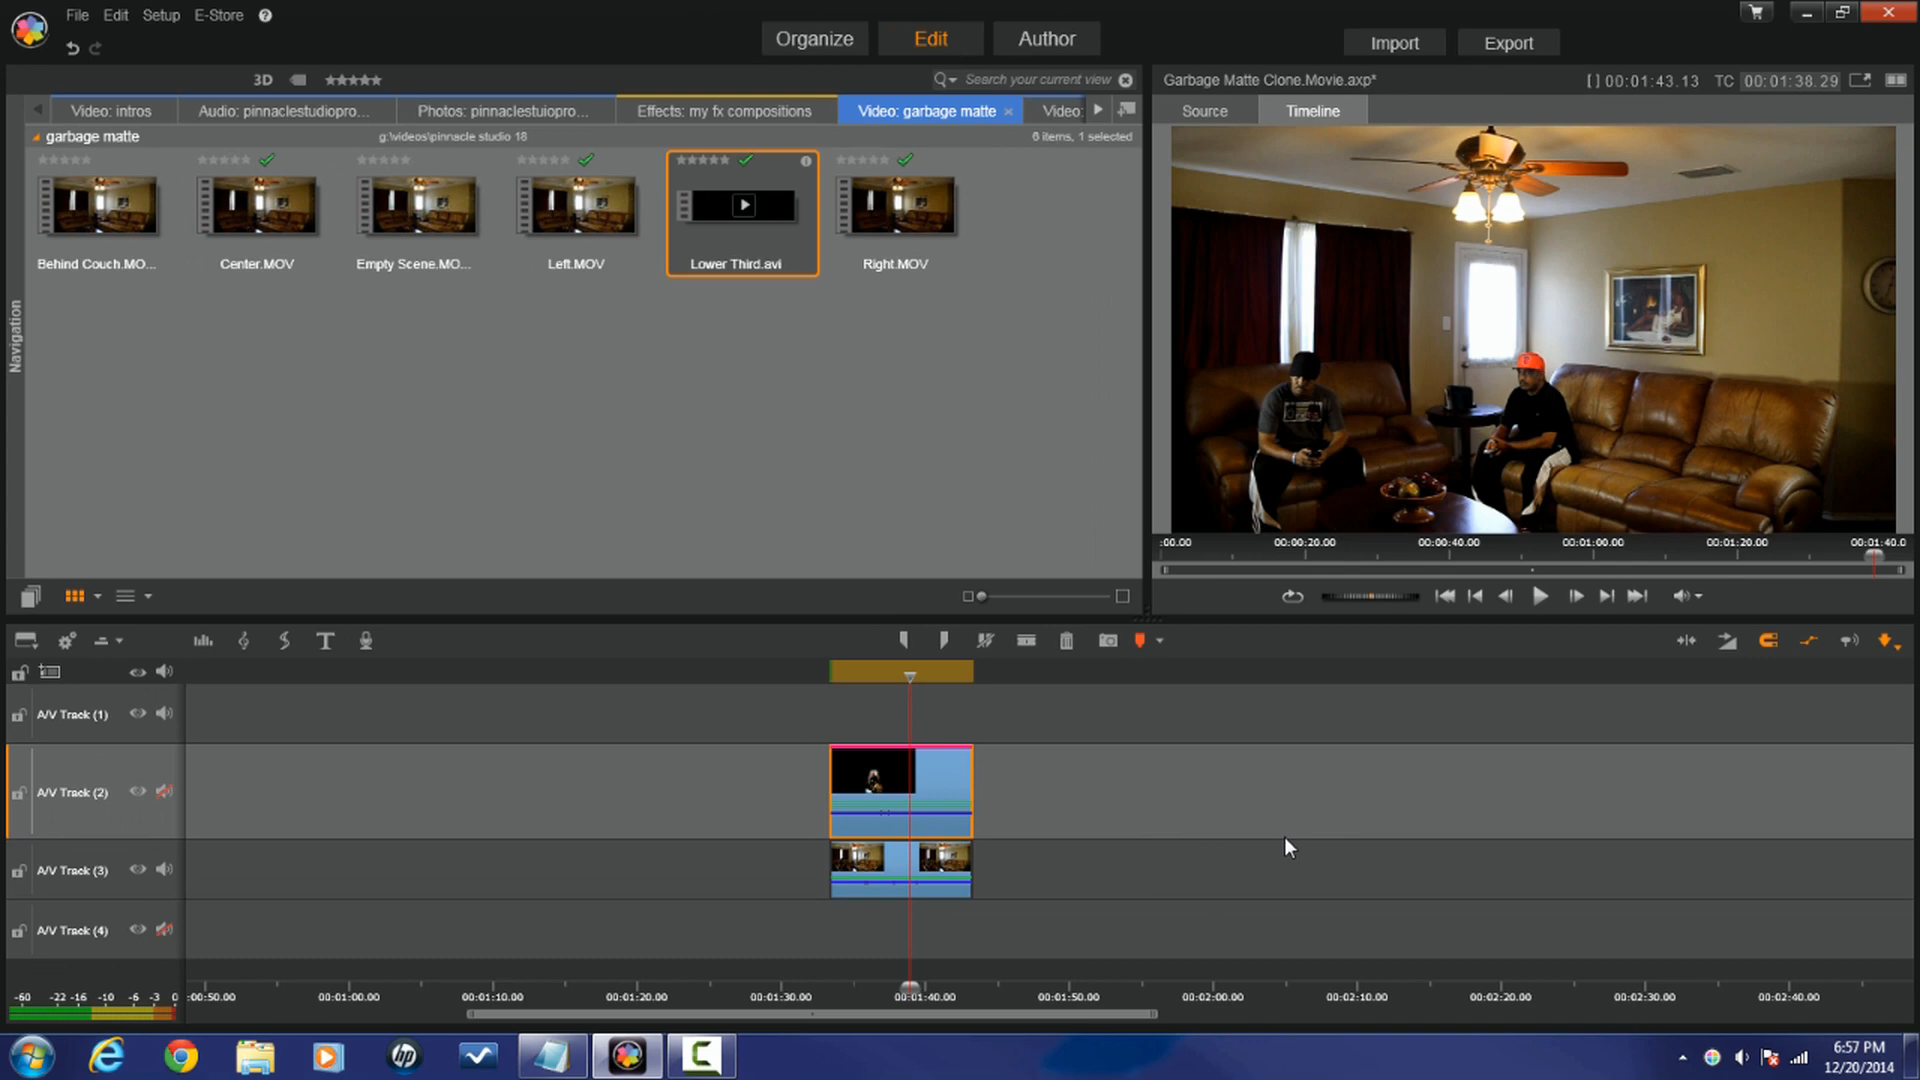 File Edit Setup E-Store ?
Organize Edit Author
Import Export
3D Search your current view
Garbage Matte Clone.Movie.axp* [ ] 00:01:43.13 TC 00:01:38.29
Video: intros Audio: pinnaclestudiopro... Photos: pinnaclestuiopro... Effects: my fx compositions Video: garbage matte × Video:
Source Timeline
garbage matte g:\videos\pinnacle studio 18 6 items, 1 selected
Behind Couch.MO... Center.MOV Empty Scene.MO... Left.MOV Lower Third.avi Right.MOV
Navigation
:00.00 00:00:20.00 00:00:40.00 00:01:00.00 00:01:20.00 00:01:40.0
A/V Track (1)
A/V Track (2)
A/V Track (3)
A/V Track (4)
-60 -22 -16 -10 -6 -3 0 :00:50.00 00:01:00.00 00:01:10.00 00:01:20.00 00:01:30.00 00:01:40.00 00:01:50.00 00:02:00.00 00:02:10.00 00:02:20.00 00:02:30.00 00:02:40.00
hp
6:57 PM
12/20/2014